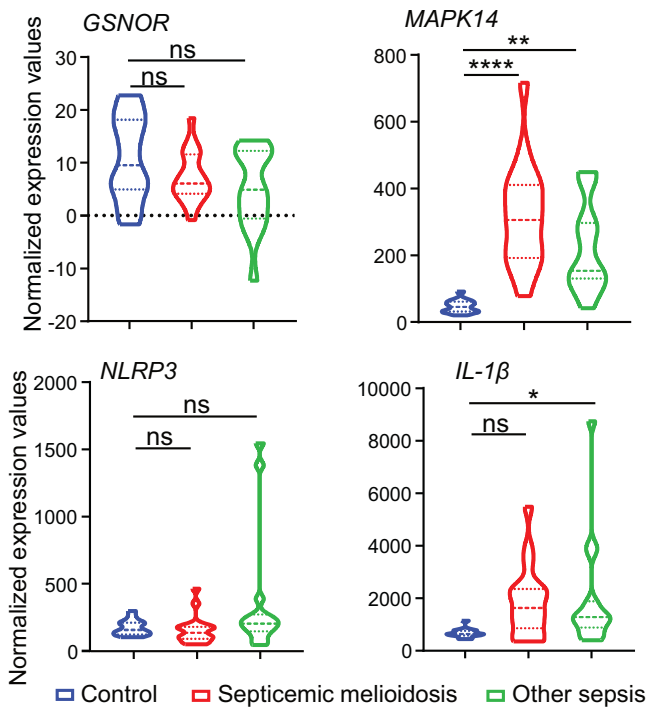 GSNOR
Normalized expression values
30
20
10
0
-10
-20
ns
ns
MAPK14
800
600
400
200
0
**
****
NLRP3
Normalized expression values
2000
1500
1000
500
0
ns
ns
IL-1β
10000
8000
6000
4000
2000
0
*
ns
Control Septicemic melioidosis Other sepsis